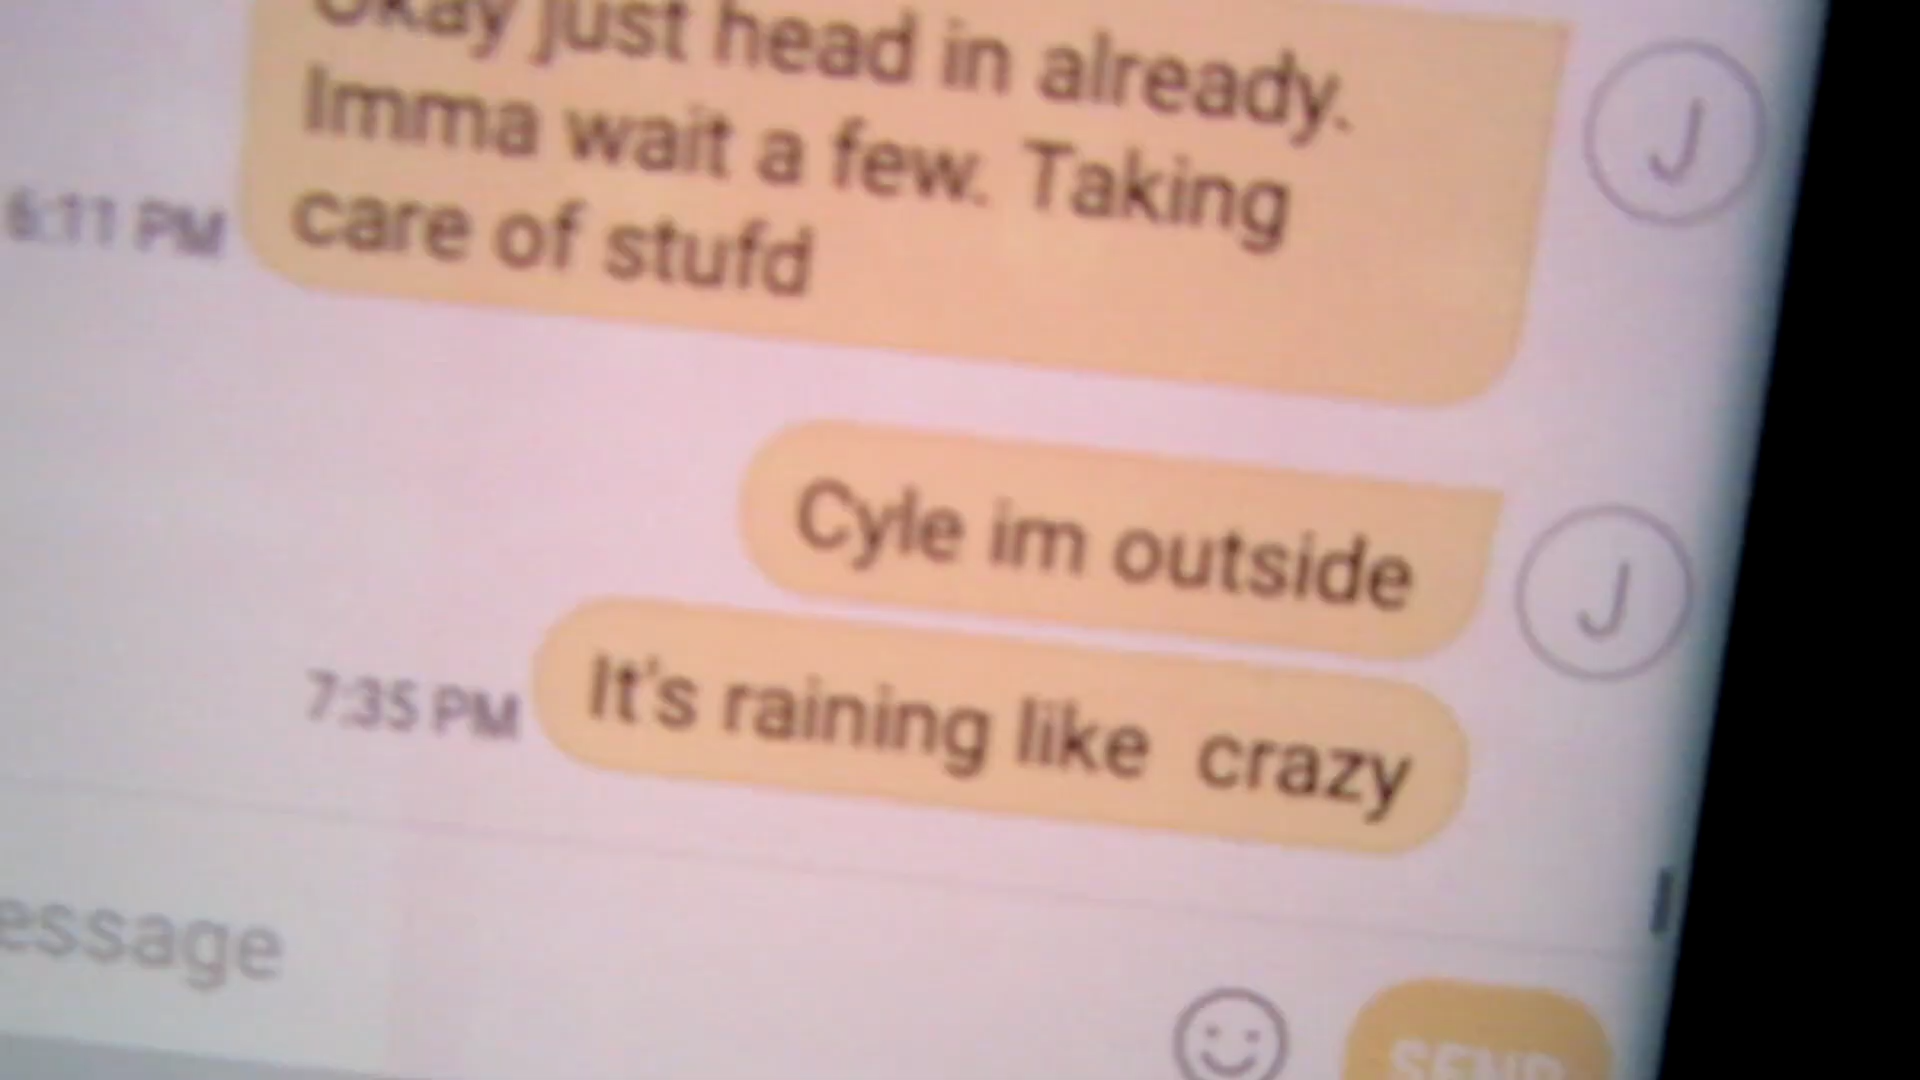 Okay just head in already.
Imma wait a few. Taking
care of stufd
6:11 PM
J
Cyle im outside
J
It's raining like crazy
7:35 PM
essage
SEND